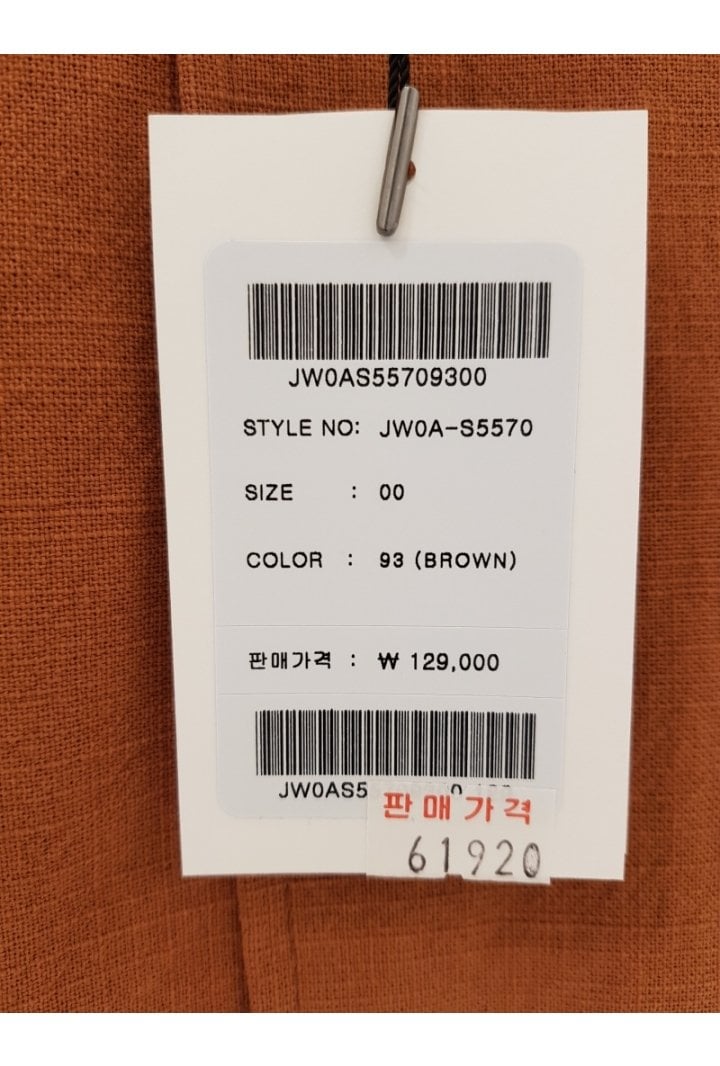 JW0AS55709300
STYLE NO: JW0A-S5570
SIZE : 00
COLOR : 93 (BROWN)
판매가격 : ₩ 129,000
JW0AS5
판매가격
61920